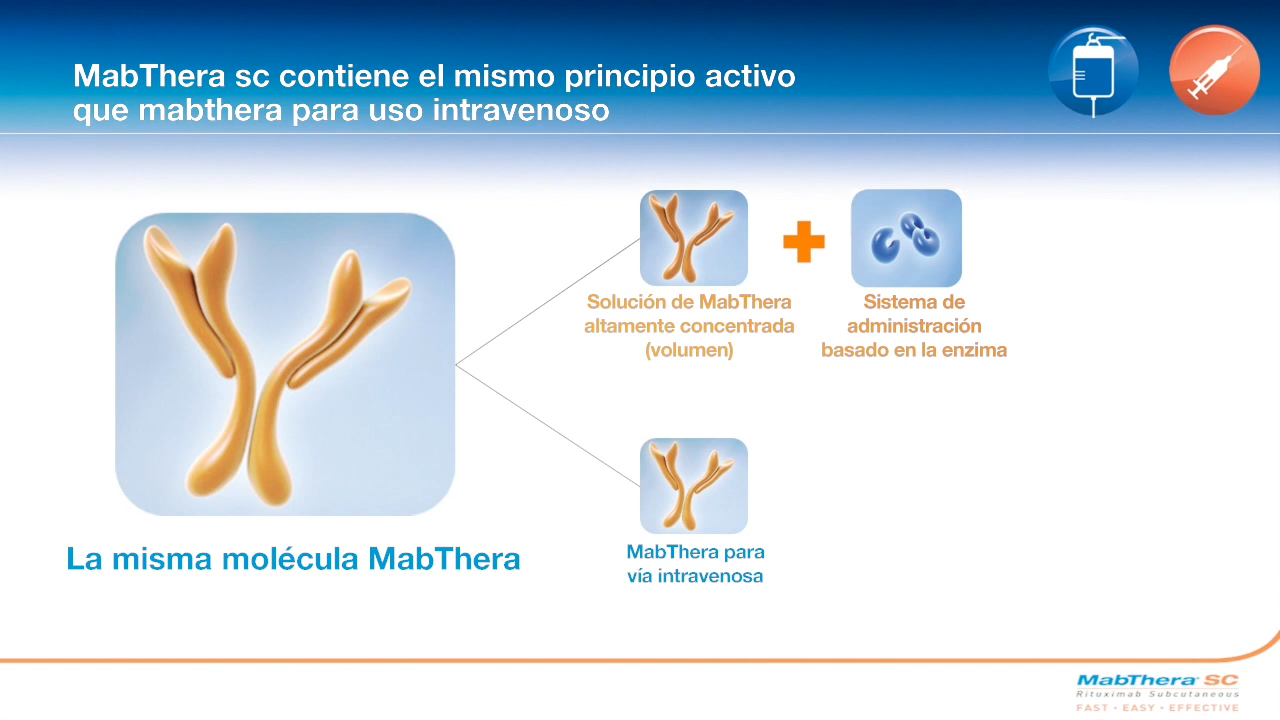 MabThera sc contiene el mismo principio activo
que mabthera para uso intravenoso
Solución de MabThera
altamente concentrada
(volumen)
Sistema de
administración
basado en la enzima
La misma molécula MabThera
MabThera para
vía intravenosa
MabThera SC
Rituximab Subcutaneous
FAST • EASY • EFFECTIVE